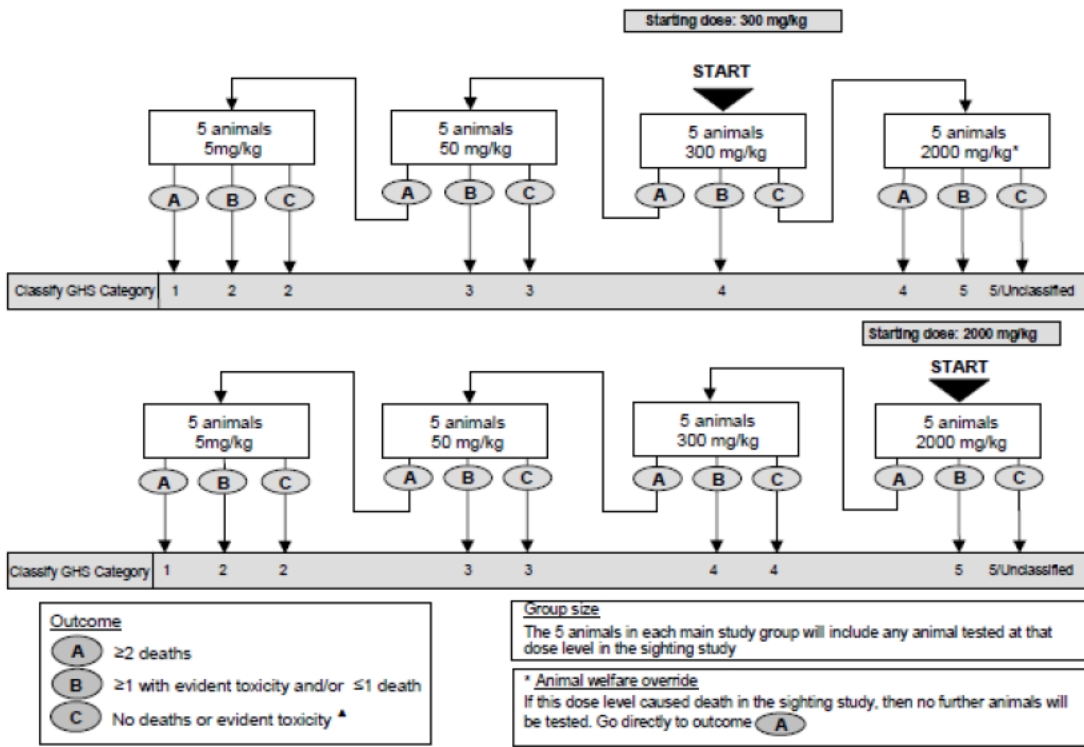 Starting dose: 300 mg/kg
START
5 animals
5mg/kg
5 animals
50 mg/kg
5 animals
300 mg/kg
5 animals
2000 mg/kg*
A B C A B C A B C A B C
Classify GHS Category 1 2 2 3 3 4 4 5 5/Unclassified
Starting dose: 2000 mg/kg
START
5 animals
5mg/kg
5 animals
50 mg/kg
5 animals
300 mg/kg
5 animals
2000 mg/kg
A B C A B C A B C A B C
Classify GHS Category 1 2 2 3 3 4 4 5 5/Unclassified
Outcome
A ≥2 deaths
B ≥1 with evident toxicity and/or ≤1 death
C No deaths or evident toxicity ▲
Group size
The 5 animals in each main study group will include any animal tested at that
dose level in the sighting study
* Animal welfare override
If this dose level caused death in the sighting study, then no further animals will
be tested. Go directly to outcome A